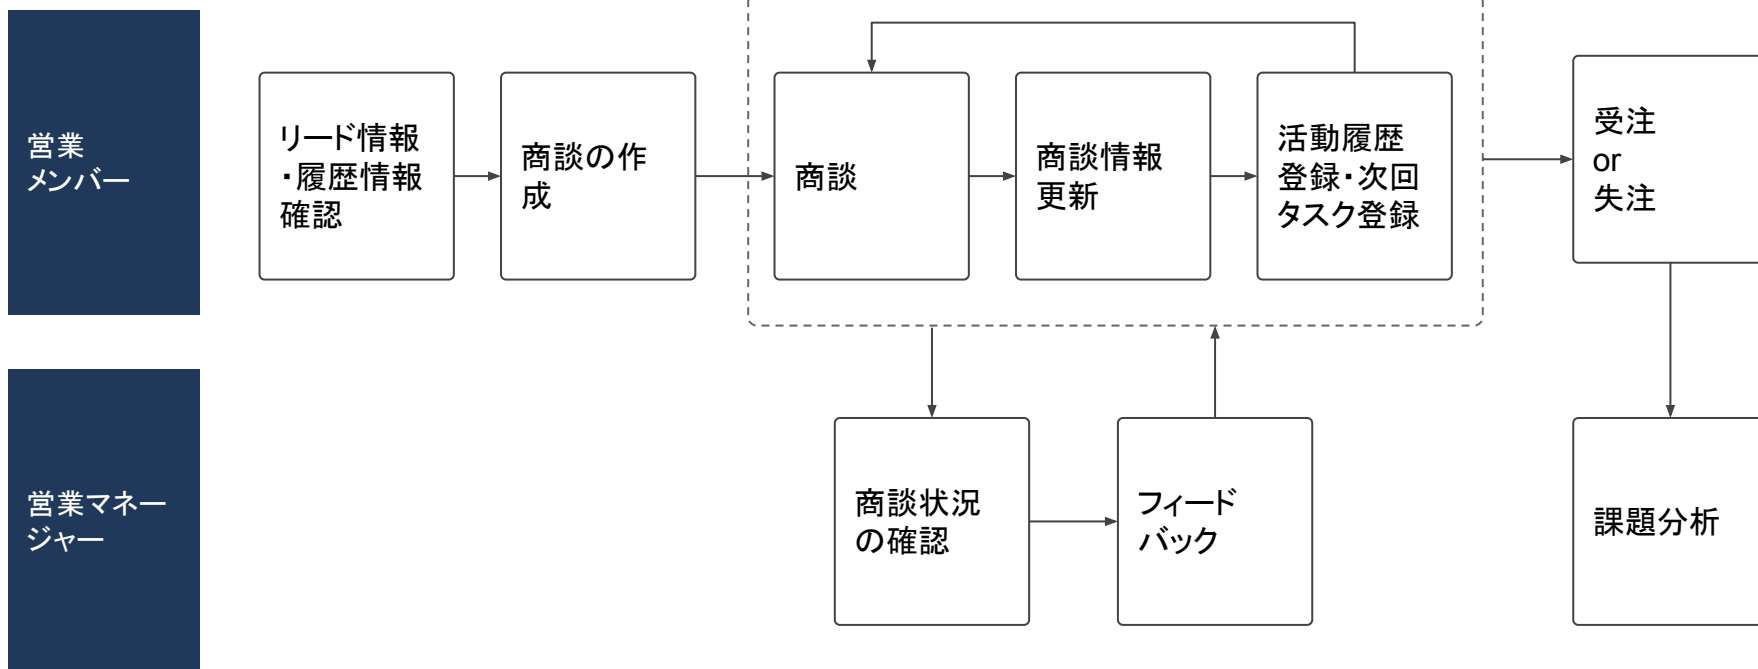 営業
メンバー
リード情報
・履歴情報
確認
商談の作
成
商談
商談情報
更新
活動履歴
登録・次回
タスク登録
受注
or
失注
営業マネー
ジャー
商談状況
の確認
フィード
バック
課題分析